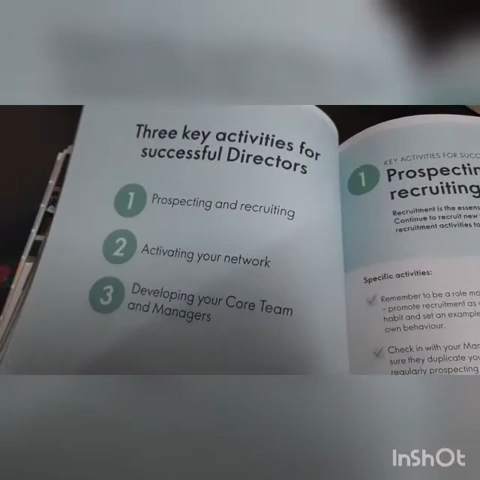 Three key activities for
successful Directors
1 Prospecting and recruiting
2 Activating your network
3 Developing your Core Team
and Managers
KEY ACTIVITIES FOR
1 Prospectin
recruiting
Recruitment is the
Continue to recruit new
recruitment activities to
Specific activities:
Remember to be a role
- promote recruitment as
habit and set an example
own behaviour.
Check in with your
sure they duplicate
regularly prospecting
InShOt